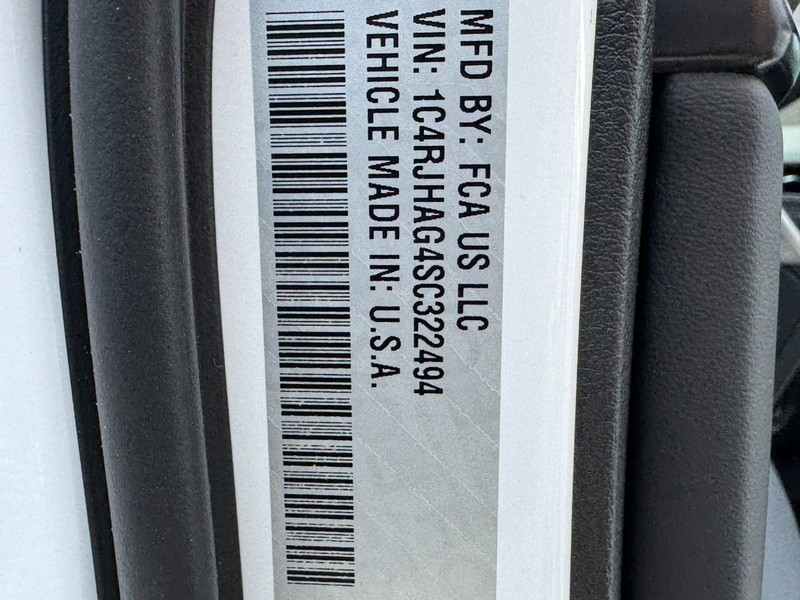 MFD BY: FCA US LLC
VIN: 1C4RJHAG4SC322494
VEHICLE MADE IN: U.S.A.